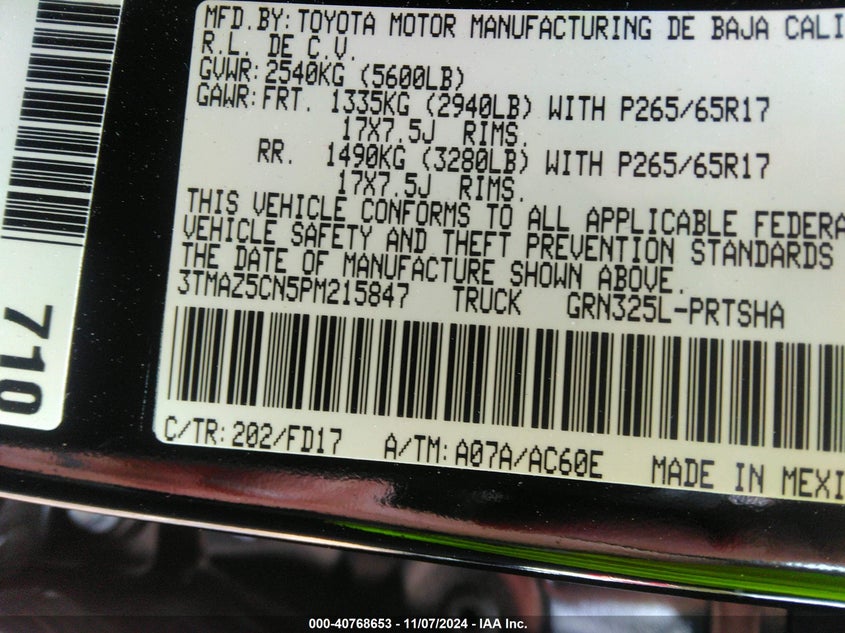 MFD.BY: TOYOTA MOTOR MANUFACTURING DE BAJA CALI
R.L. DE C.V.
GVWR: 2540KG (5600LB)
GAWR: FRT. 1335KG (2940LB) WITH P265/65R17
17X7.5J RIMS.
RR. 1490KG (3280LB) WITH P265/65R17
17X7.5J RIMS.
THIS VEHICLE CONFORMS TO ALL APPLICABLE FEDERA
VEHICLE SAFETY AND THEFT PREVENTION STANDARDS
THE DATE OF MANUFACTURE SHOWN ABOVE.
3TMAZ5CN5PM215847 TRUCK GRN325L-PRTSHA
C/TR: 202/FD17 A/TM: A07A/AC60E MADE IN MEXI
710
000-40768653 - 11/07/2024 - IAA Inc.